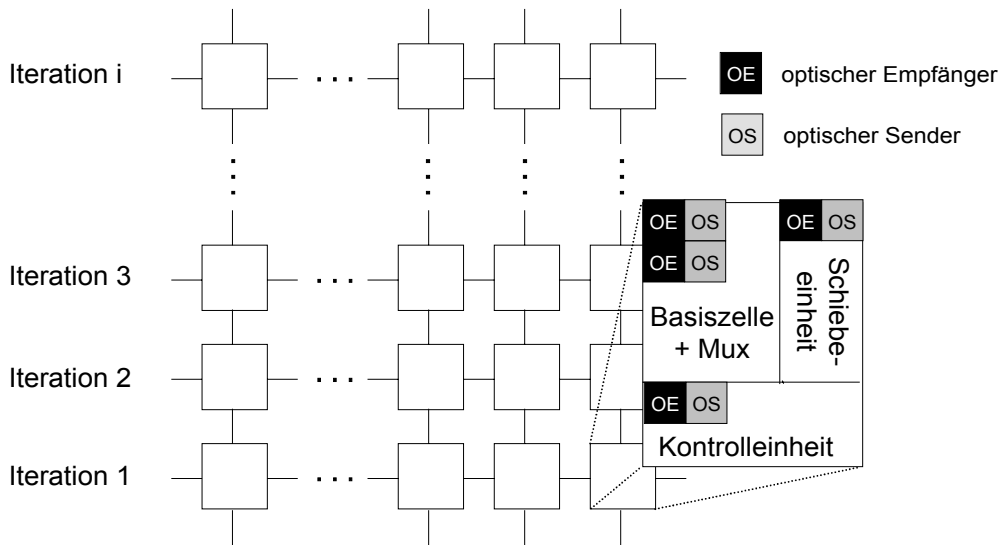 Iteration i
. . .
OE optischer Empfänger
OS optischer Sender
OE OS
OE OS
OE OS
Iteration 3
. . .
Basiszelle
+ Mux
Schiebe-
einheit
Iteration 2
. . .
OE OS
Kontrolleinheit
Iteration 1
. . .